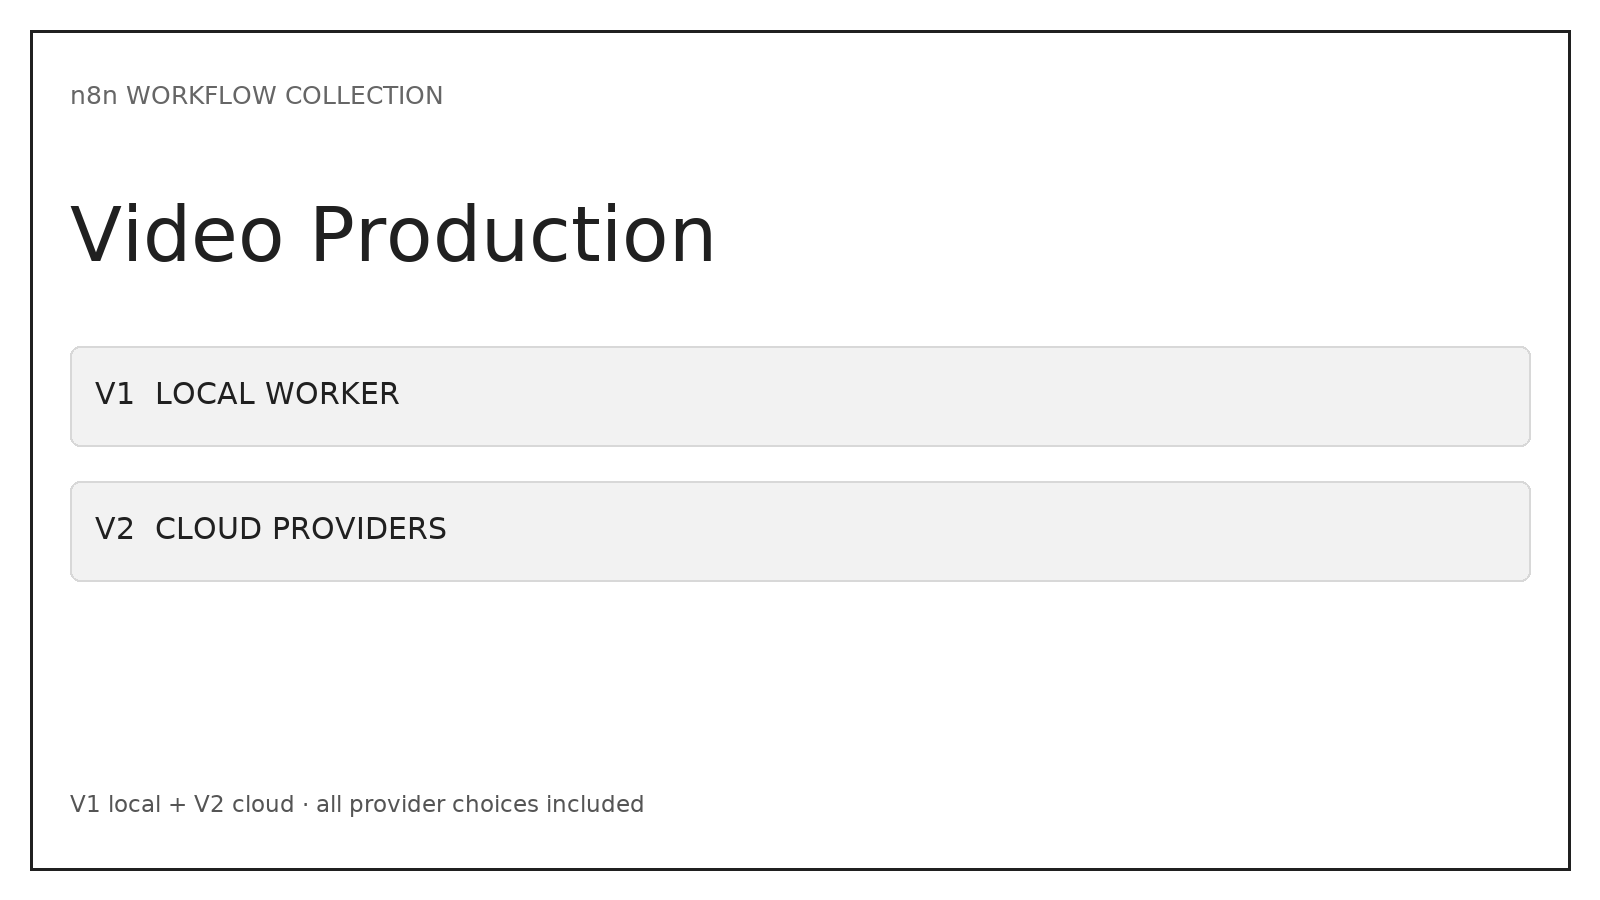 n8n WORKFLOW COLLECTION
Video Production
V1 LOCAL WORKER
V2 CLOUD PROVIDERS
V1 local + V2 cloud · all provider choices included